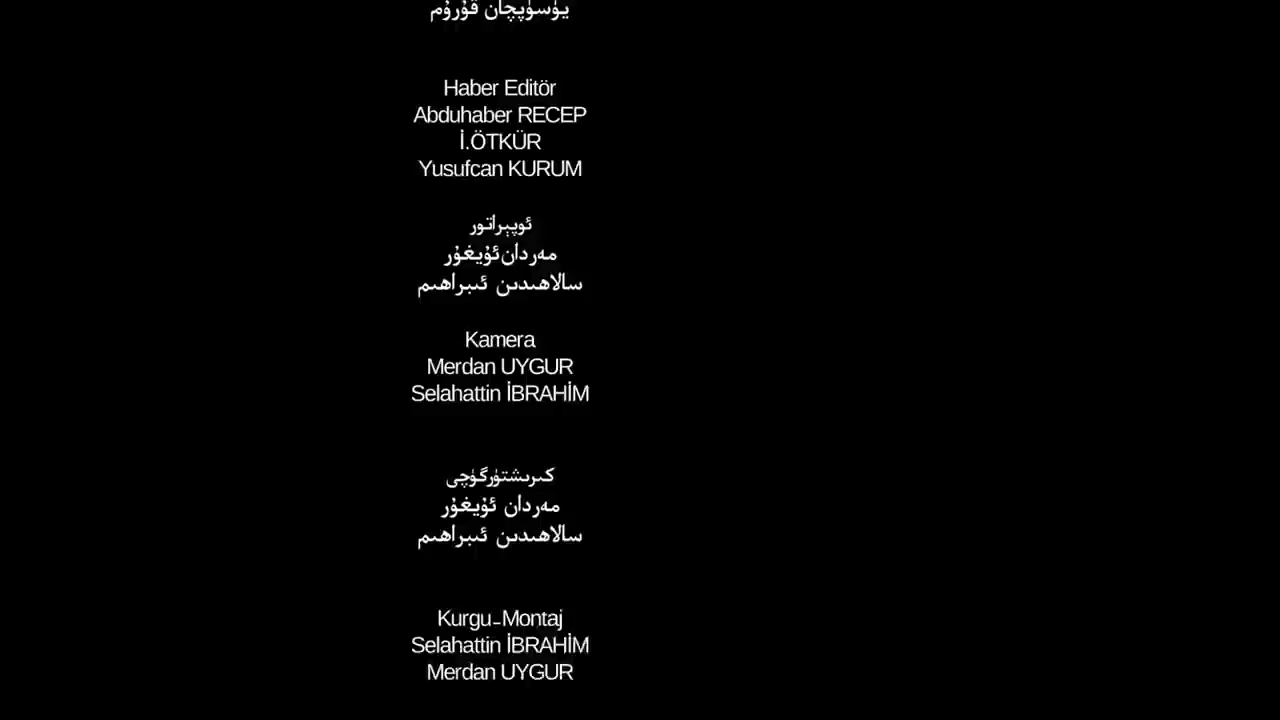 يۈسۈپچان قۇرۇم
Haber Editör
Abduhaber RECEP
İ.ÖTKÜR
Yusufcan KURUM
ئوپېراتور
مەردان ئۇيغۇر
سالاھىدىن ئىبراھىم
Kamera
Merdan UYGUR
Selahattin İBRAHİM
كىرىشتۈرگۈچى
مەردان ئۇيغۇر
سالاھىدىن ئىبراھىم
Kurgu-Montaj
Selahattin İBRAHİM
Merdan UYGUR